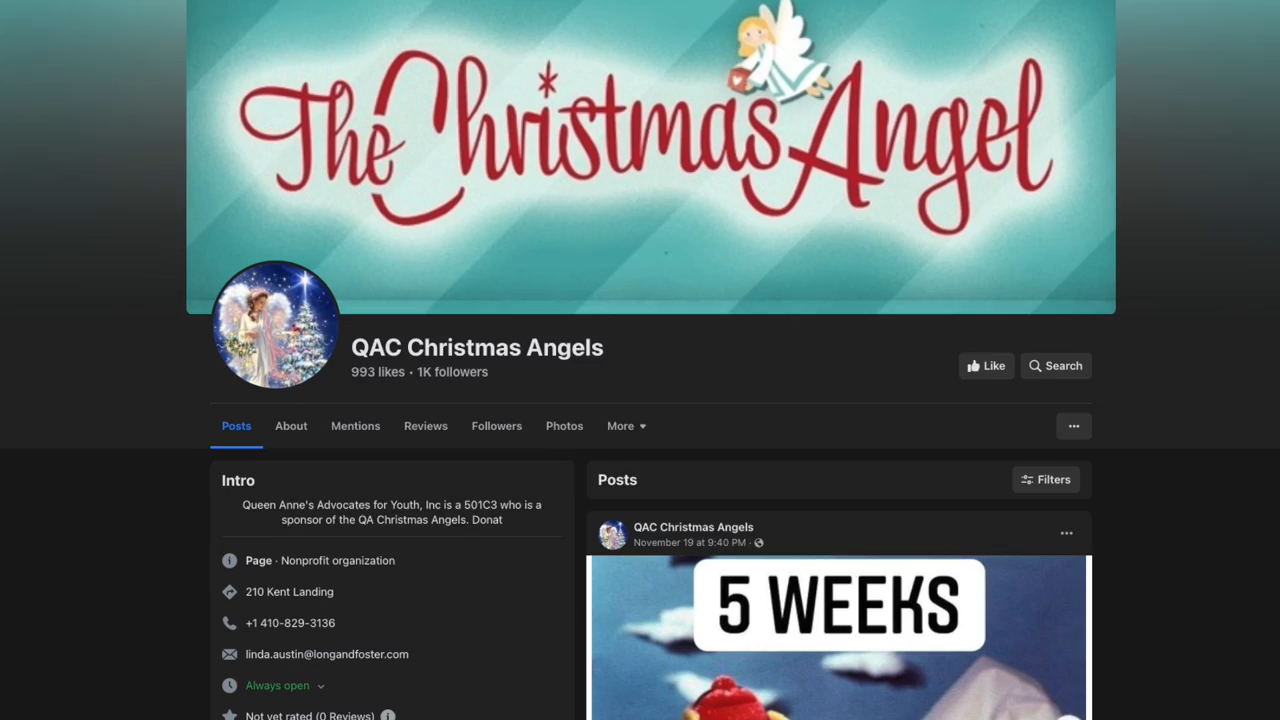 The Christmas Angel
QAC Christmas Angels
993 likes • 1K followers
Like
Search
Posts
About
Mentions
Reviews
Followers
Photos
More
Intro
Queen Anne's Advocates for Youth, Inc is a 501C3 who is a
sponsor of the QA Christmas Angels. Donat
Page · Nonprofit organization
210 Kent Landing
+1 410-829-3136
linda.austin@longandfoster.com
Always open
Not yet rated (0 Reviews)
Posts
Filters
QAC Christmas Angels
November 19 at 9:40 PM ·
5 WEEKS